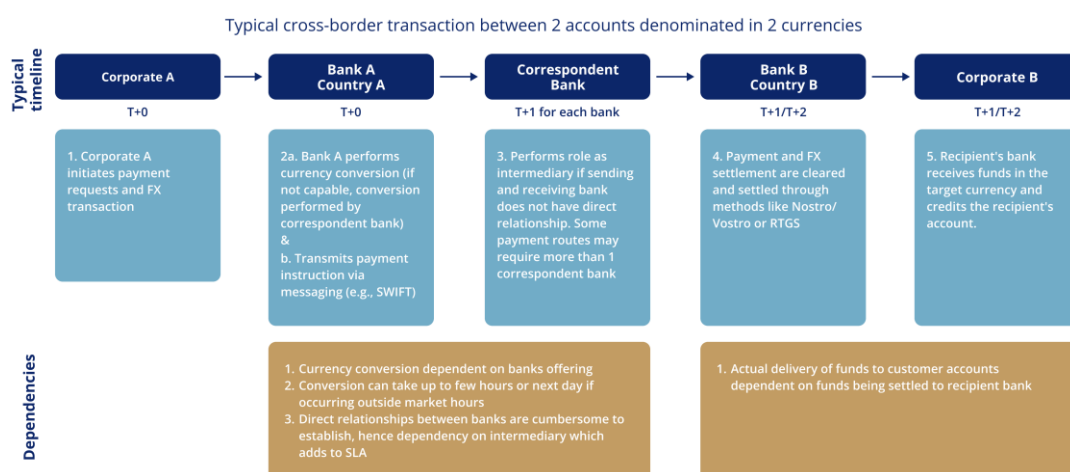 Typical cross-border transaction between 2 accounts denominated in 2 currencies
Typical
timeline
Corporate A
Bank A
Country A
Correspondent
Bank
Bank B
Country B
Corporate B
T+0
T+0
T+1 for each bank
T+1/T+2
T+1/T+2
1. Corporate A
initiates payment
requests and FX
transaction
2a. Bank A performs
currency conversion (if
not capable, conversion
performed by
correspondent bank)
&
b. Transmits payment
instruction via
messaging (e.g., SWIFT)
3. Performs role as
intermediary if sending
and receiving bank
does not have direct
relationship. Some
payment routes may
require more than 1
correspondent bank
4. Payment and FX
settlement are cleared
and settled through
methods like Nostro/
Vostro or RTGS
5. Recipient's bank
receives funds in the
target currency and
credits the recipient's
account.
Dependencies
1. Currency conversion dependent on banks offering
2. Conversion can take up to few hours or next day if
occurring outside market hours
3. Direct relationships between banks are cumbersome to
establish, hence dependency on intermediary which
adds to SLA
1. Actual delivery of funds to customer accounts
dependent on funds being settled to recipient bank